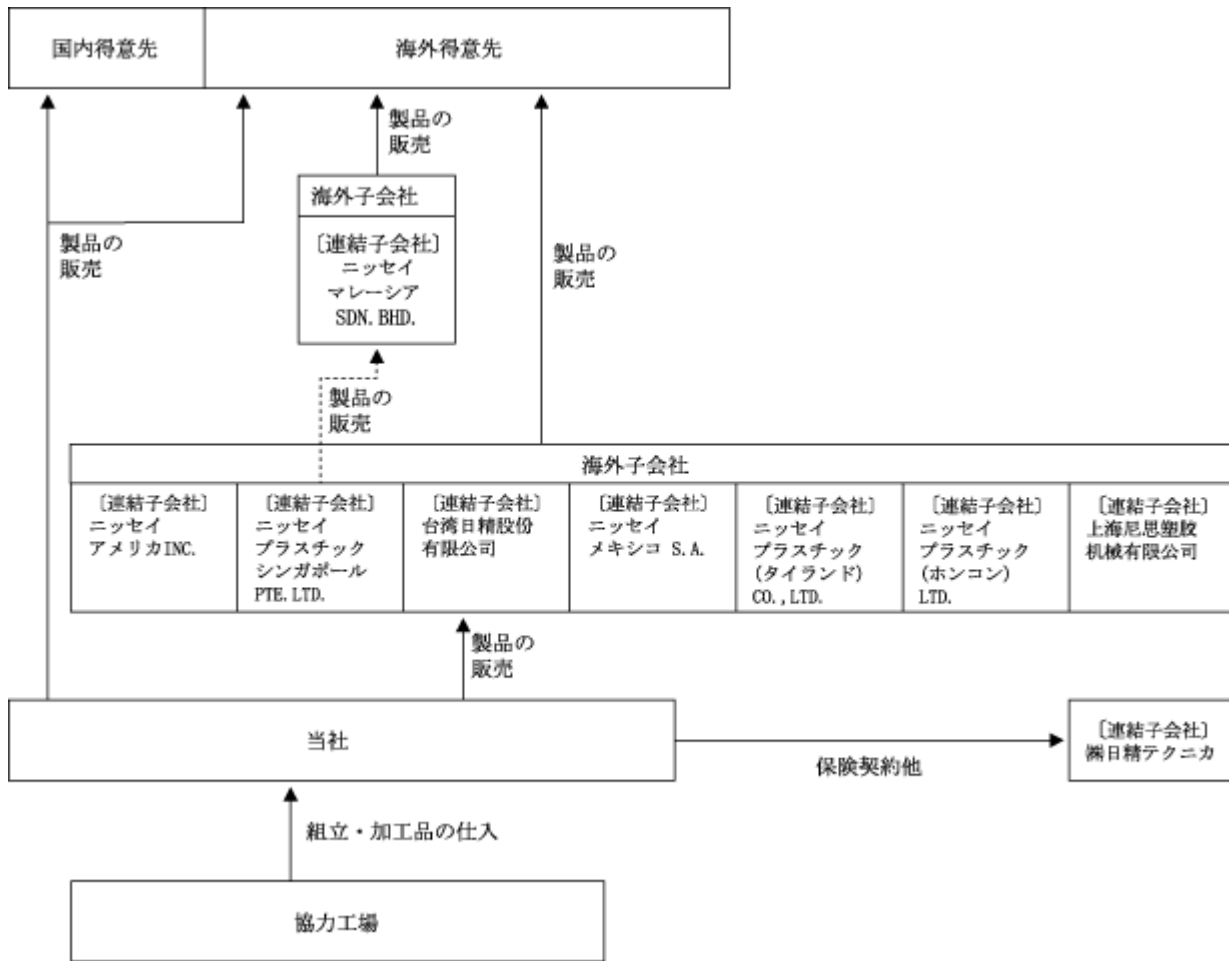 国内得意先
海外得意先
製品の
販売
海外子会社
〔連結子会社〕
ニッセイ
マレーシア
SDN.BHD.
製品の
販売
製品の
販売
製品の
販売
海外子会社
〔連結子会社〕
ニッセイ
アメリカINC.
〔連結子会社〕
ニッセイ
プラスチック
シンガポール
PTE.LTD.
〔連結子会社〕
台湾日精股份
有限公司
〔連結子会社〕
ニッセイ
メキシコ S.A.
〔連結子会社〕
ニッセイ
プラスチック
(タイランド)
CO.,LTD.
〔連結子会社〕
ニッセイ
プラスチック
(ホンコン)
LTD.
〔連結子会社〕
上海尼思塑胶
机械有限公司
製品の
販売
当社
保険契約他
〔連結子会社〕
㈱日精テクニカ
組立・加工品の仕入
協力工場